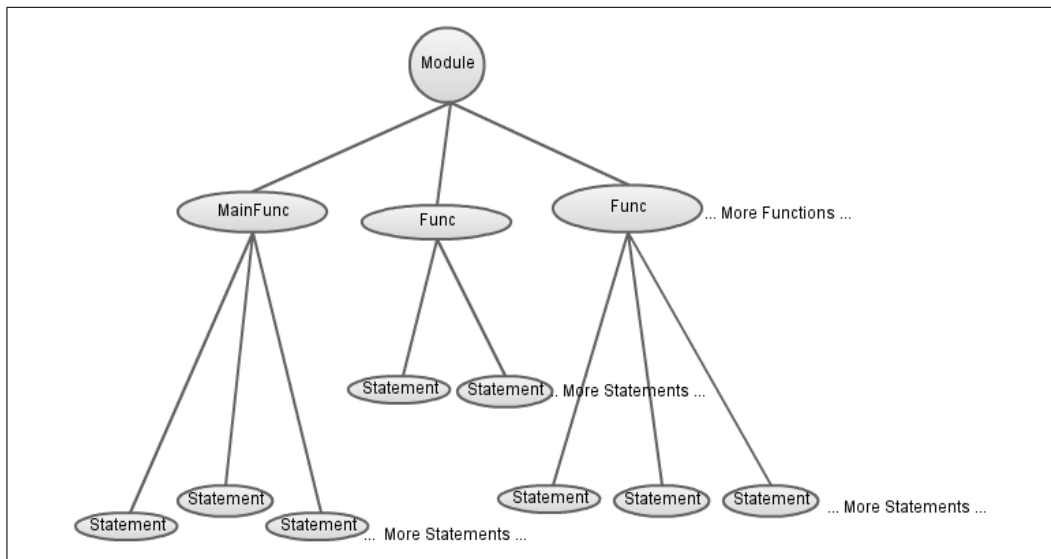 Module
MainFunc
Func
Func
... More Functions ...
Statement
Statement
.. More Statements ...
Statement
Statement
Statement
... More Statements ...
Statement
Statement
Statement
... More Statements ...